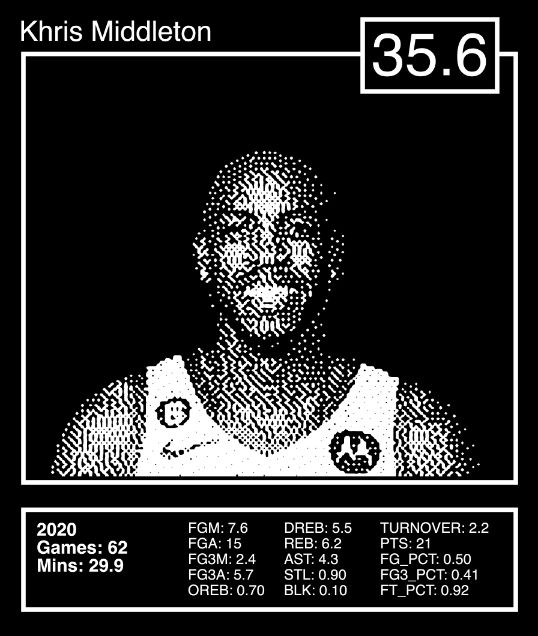 Khris Middleton
35.6
2020
Games: 62
Mins: 29.9
FGM: 7.6
FGA: 15
FG3M: 2.4
FG3A: 5.7
OREB: 0.70
DREB: 5.5
REB: 6.2
AST: 4.3
STL: 0.90
BLK: 0.10
TURNOVER: 2.2
PTS: 21
FG_PCT: 0.50
FG3_PCT: 0.41
FT_PCT: 0.92